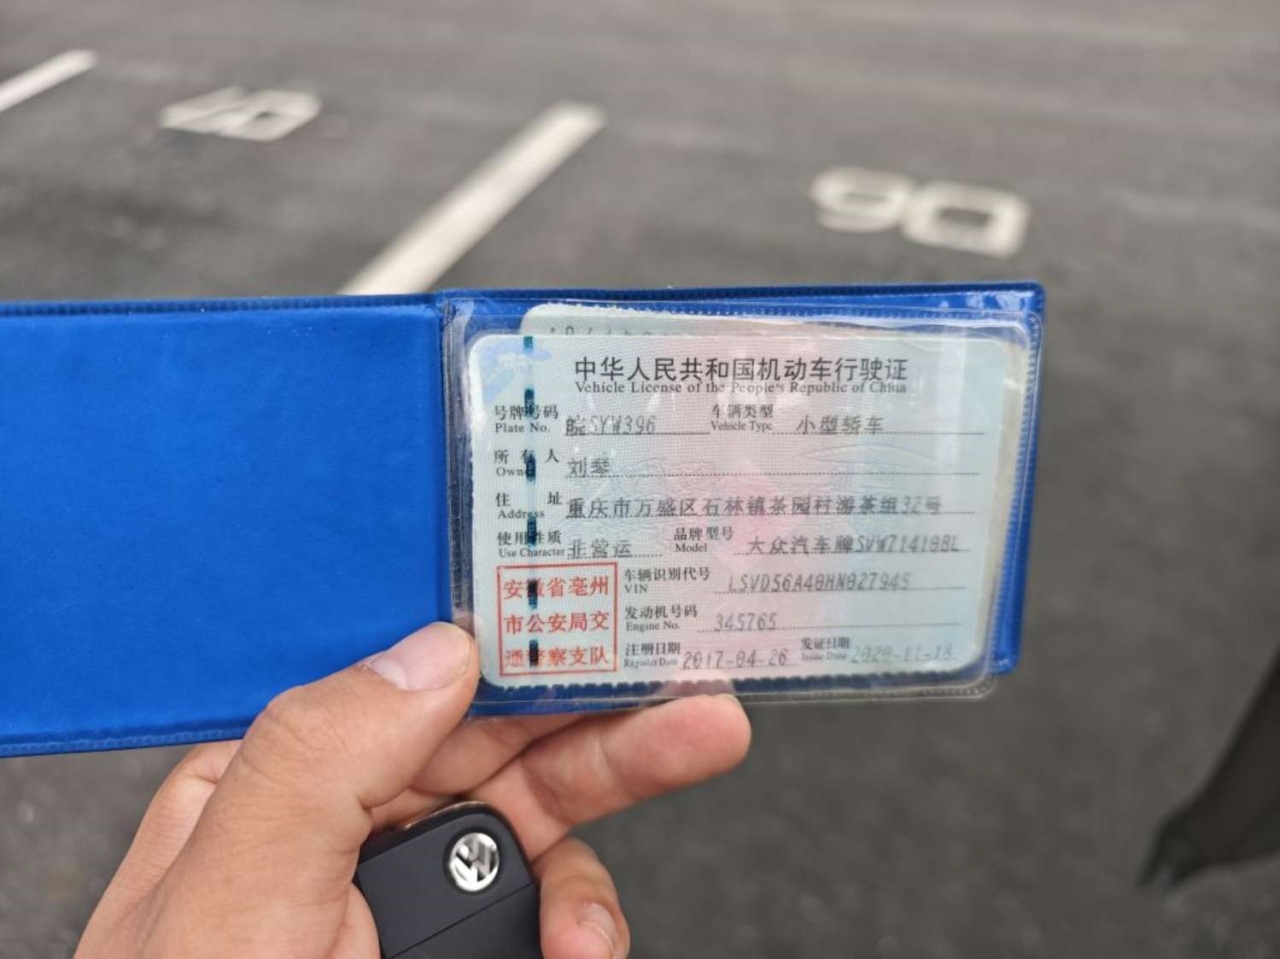 90
中华人民共和国机动车行驶证
Vehicle License of the People's Republic of China
号牌号码 皖SYW396 车辆类型 小型轿车
Plate No. Vehicle Type
所有人 刘琴
Owner
住址 重庆市万盛区石林镇茶园村游茶组32号
Address
使用性质 非营运 品牌型号 大众汽车牌SVW71410BL
Use Character Model
安徽省亳州
市公安局交
通警察支队
车辆识别代号 LSVD56A40HN027945
VIN
发动机号码 345765
Engine No.
注册日期 2017-04-26 发证日期
Register Date Issue Date